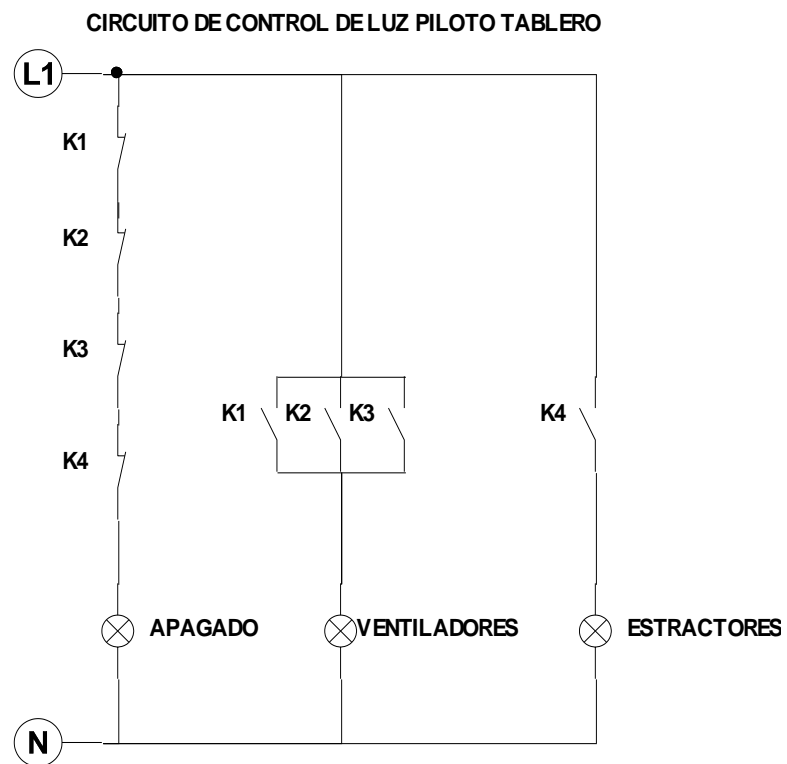 CIRCUITO DE CONTROL DE LUZ PILOTO TABLERO
L1
K1
K2
K3
K1 K2 K3 K4
K4
APAGADO VENTILADORES ESTRACTORES
N